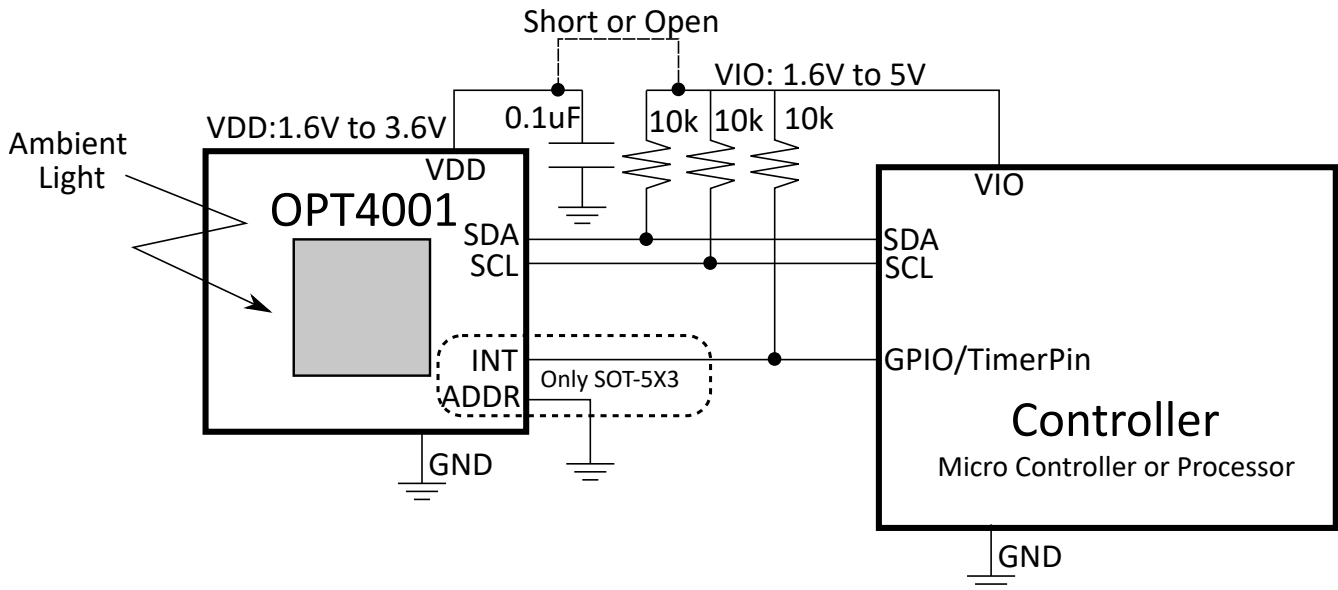 Short or Open
VIO: 1.6V to 5V
0.1uF
10k
10k
10k
VDD:1.6V to 3.6V
Ambient
Light
VDD
VIO
OPT4001
SDA
SCL
SDA
SCL
INT
Only SOT-5X3
ADDR
GPIO/TimerPin
Controller
Micro Controller or Processor
GND
GND